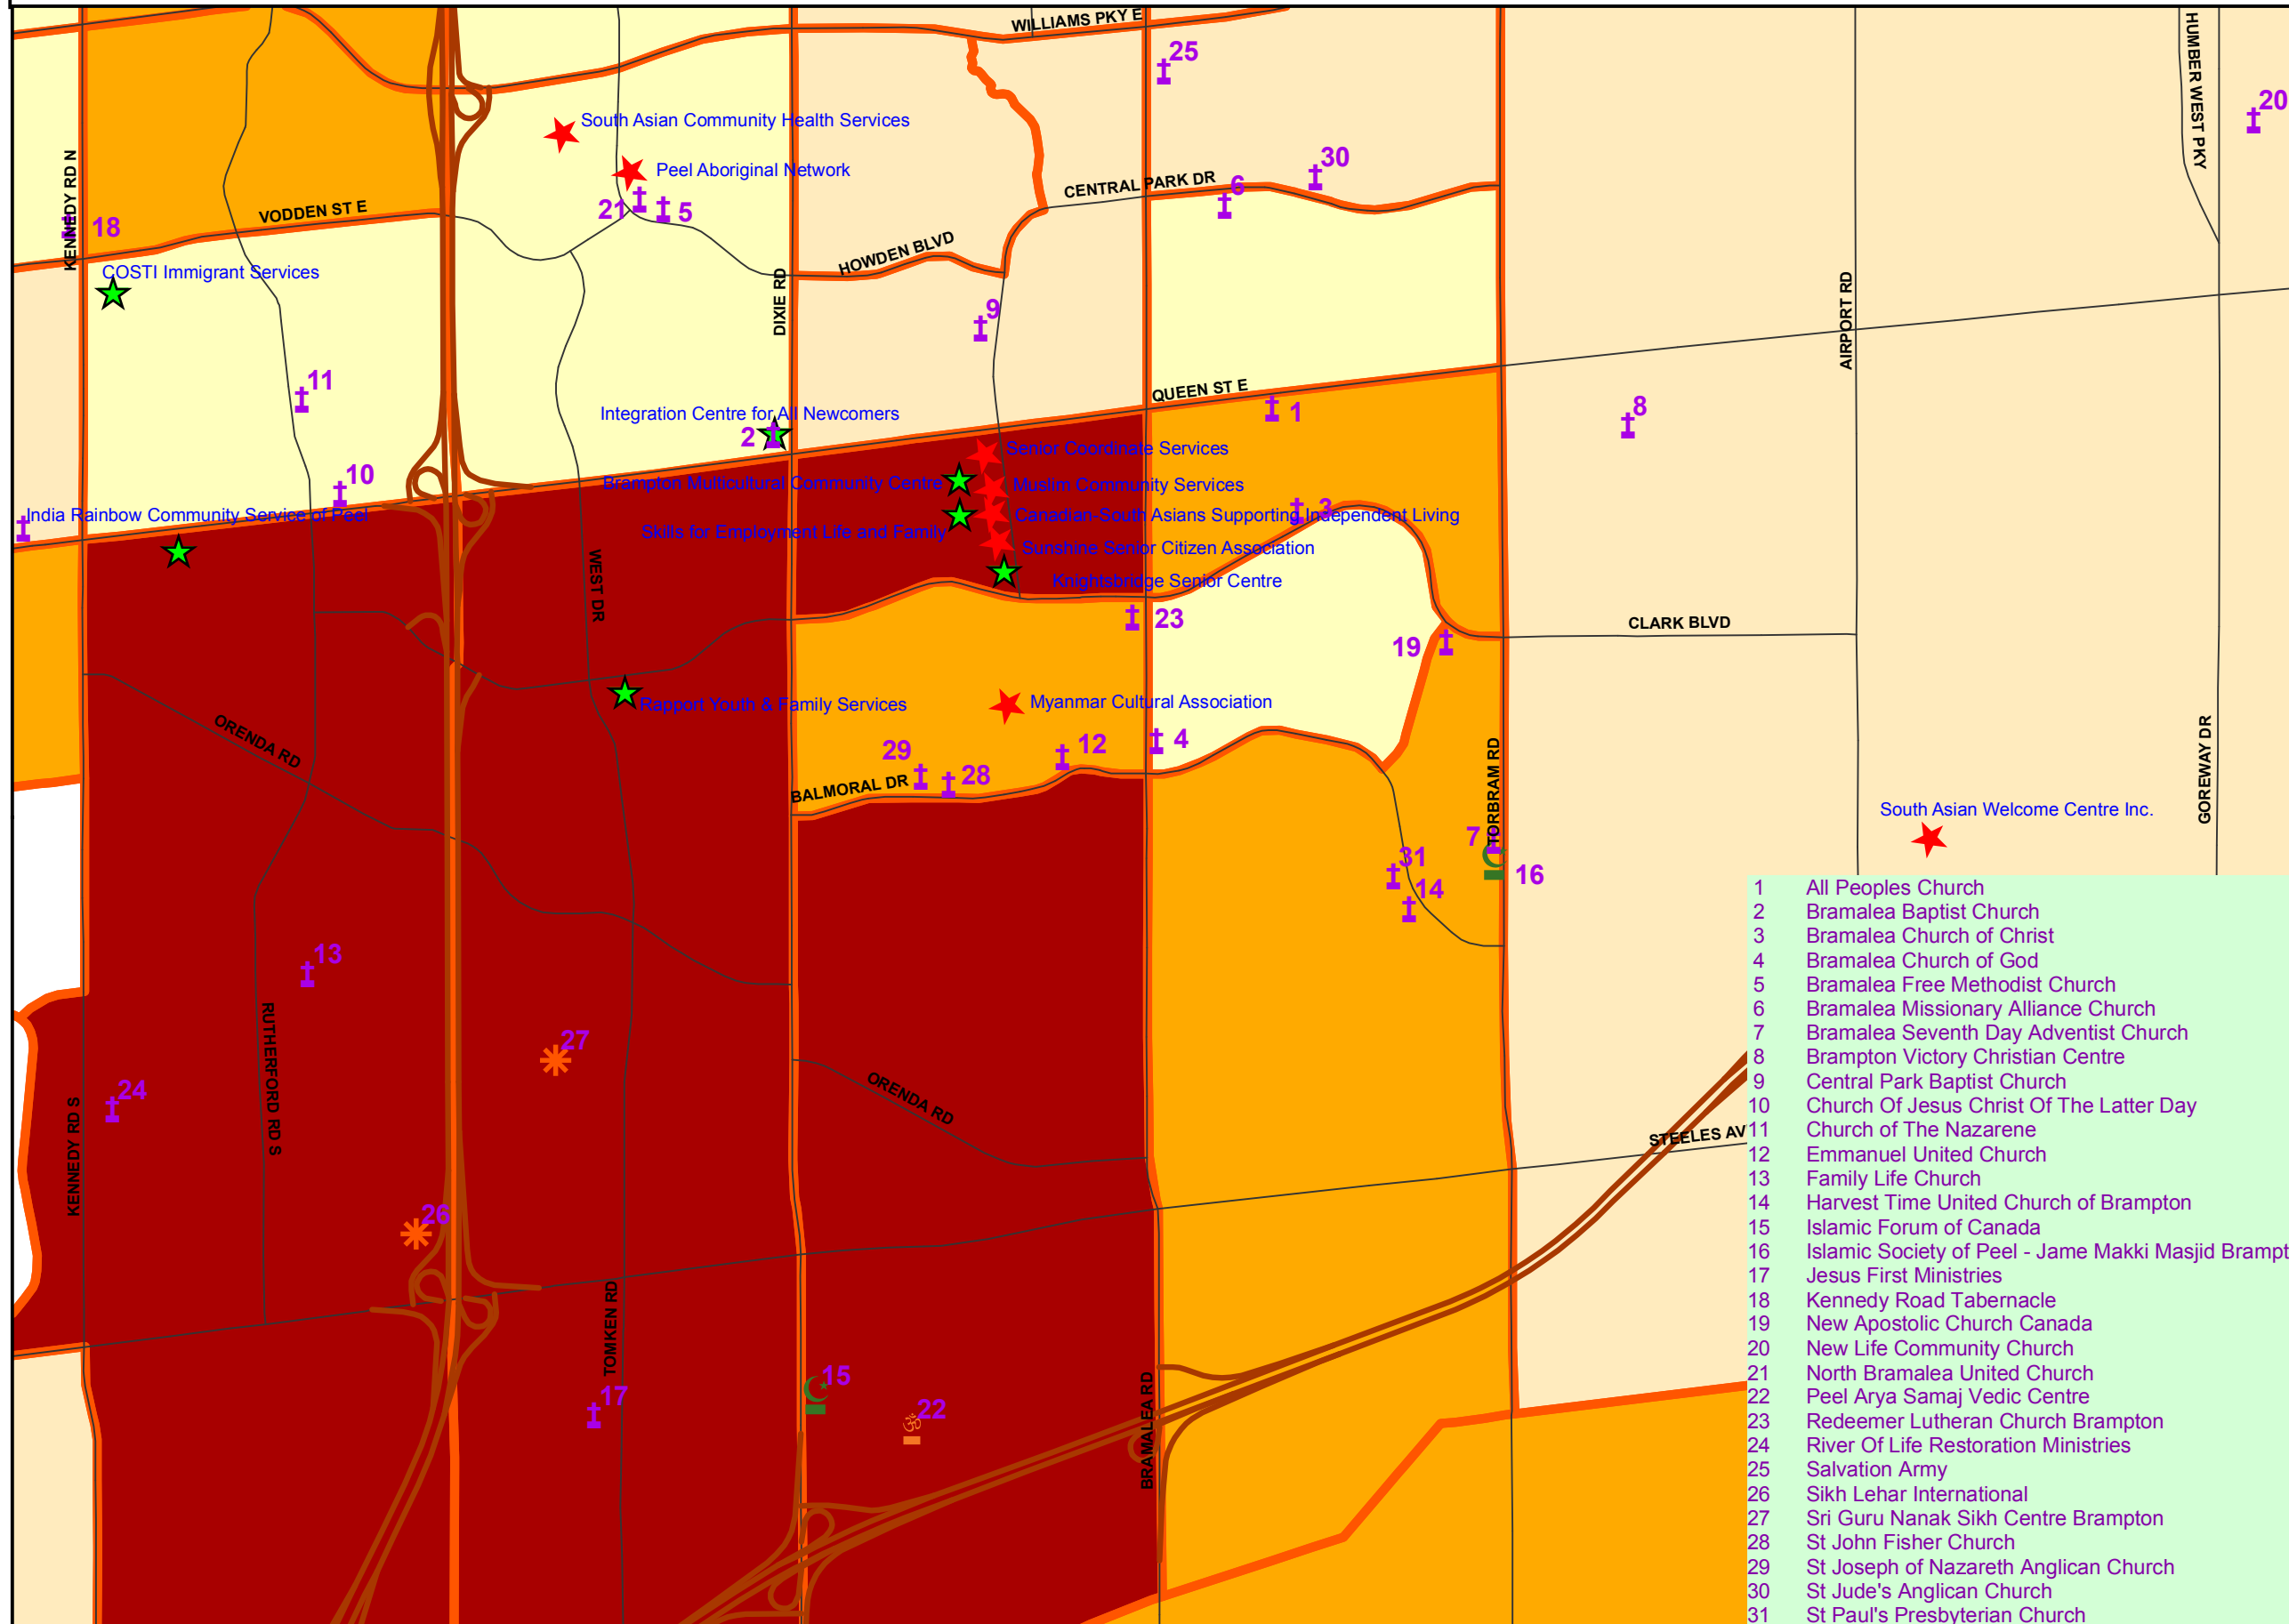 WILLIAMS PKY E
HUMBER WEST PKY
25
20
South Asian Community Health Services
KENNEDY RD N
Peel Aboriginal Network
30
CENTRAL PARK DR
6
VODDEN ST E
21
5
18
HOWDEN BLVD
COSTI Immigrant Services
DIXIE RD
9
AIRPORT RD
11
QUEEN ST E
Integration Centre for All Newcomers
1
8
2
Senior Coordinate Services
10
Brampton Multicultural Community Centre
Muslim Community Services
India Rainbow Community Service of Peel
3
Canadian-South Asians Supporting Independent Living
Skills for Employment Life and Family
Sunshine Senior Citizen Association
WEST DR
Knightsbridge Senior Centre
23
CLARK BLVD
19
Rapport Youth & Family Services
Myanmar Cultural Association
ORENDA RD
4
12
29
28
BALMORAL DR
TORBRAM RD
GOREWAY DR
South Asian Welcome Centre Inc.
7
31
16
14
13
RUTHERFORD RD S
27
24
ORENDA RD
KENNEDY RD S
STEELES AV
26
TOMKEN RD
15
17
22
BRAMALEA RD
1 All Peoples Church
2 Bramalea Baptist Church
3 Bramalea Church of Christ
4 Bramalea Church of God
5 Bramalea Free Methodist Church
6 Bramalea Missionary Alliance Church
7 Bramalea Seventh Day Adventist Church
8 Brampton Victory Christian Centre
9 Central Park Baptist Church
10 Church Of Jesus Christ Of The Latter Day
11 Church of The Nazarene
12 Emmanuel United Church
13 Family Life Church
14 Harvest Time United Church of Brampton
15 Islamic Forum of Canada
16 Islamic Society of Peel - Jame Makki Masjid Brampt
17 Jesus First Ministries
18 Kennedy Road Tabernacle
19 New Apostolic Church Canada
20 New Life Community Church
21 North Bramalea United Church
22 Peel Arya Samaj Vedic Centre
23 Redeemer Lutheran Church Brampton
24 River Of Life Restoration Ministries
25 Salvation Army
26 Sikh Lehar International
27 Sri Guru Nanak Sikh Centre Brampton
28 St John Fisher Church
29 St Joseph of Nazareth Anglican Church
30 St Jude's Anglican Church
31 St Paul's Presbyterian Church